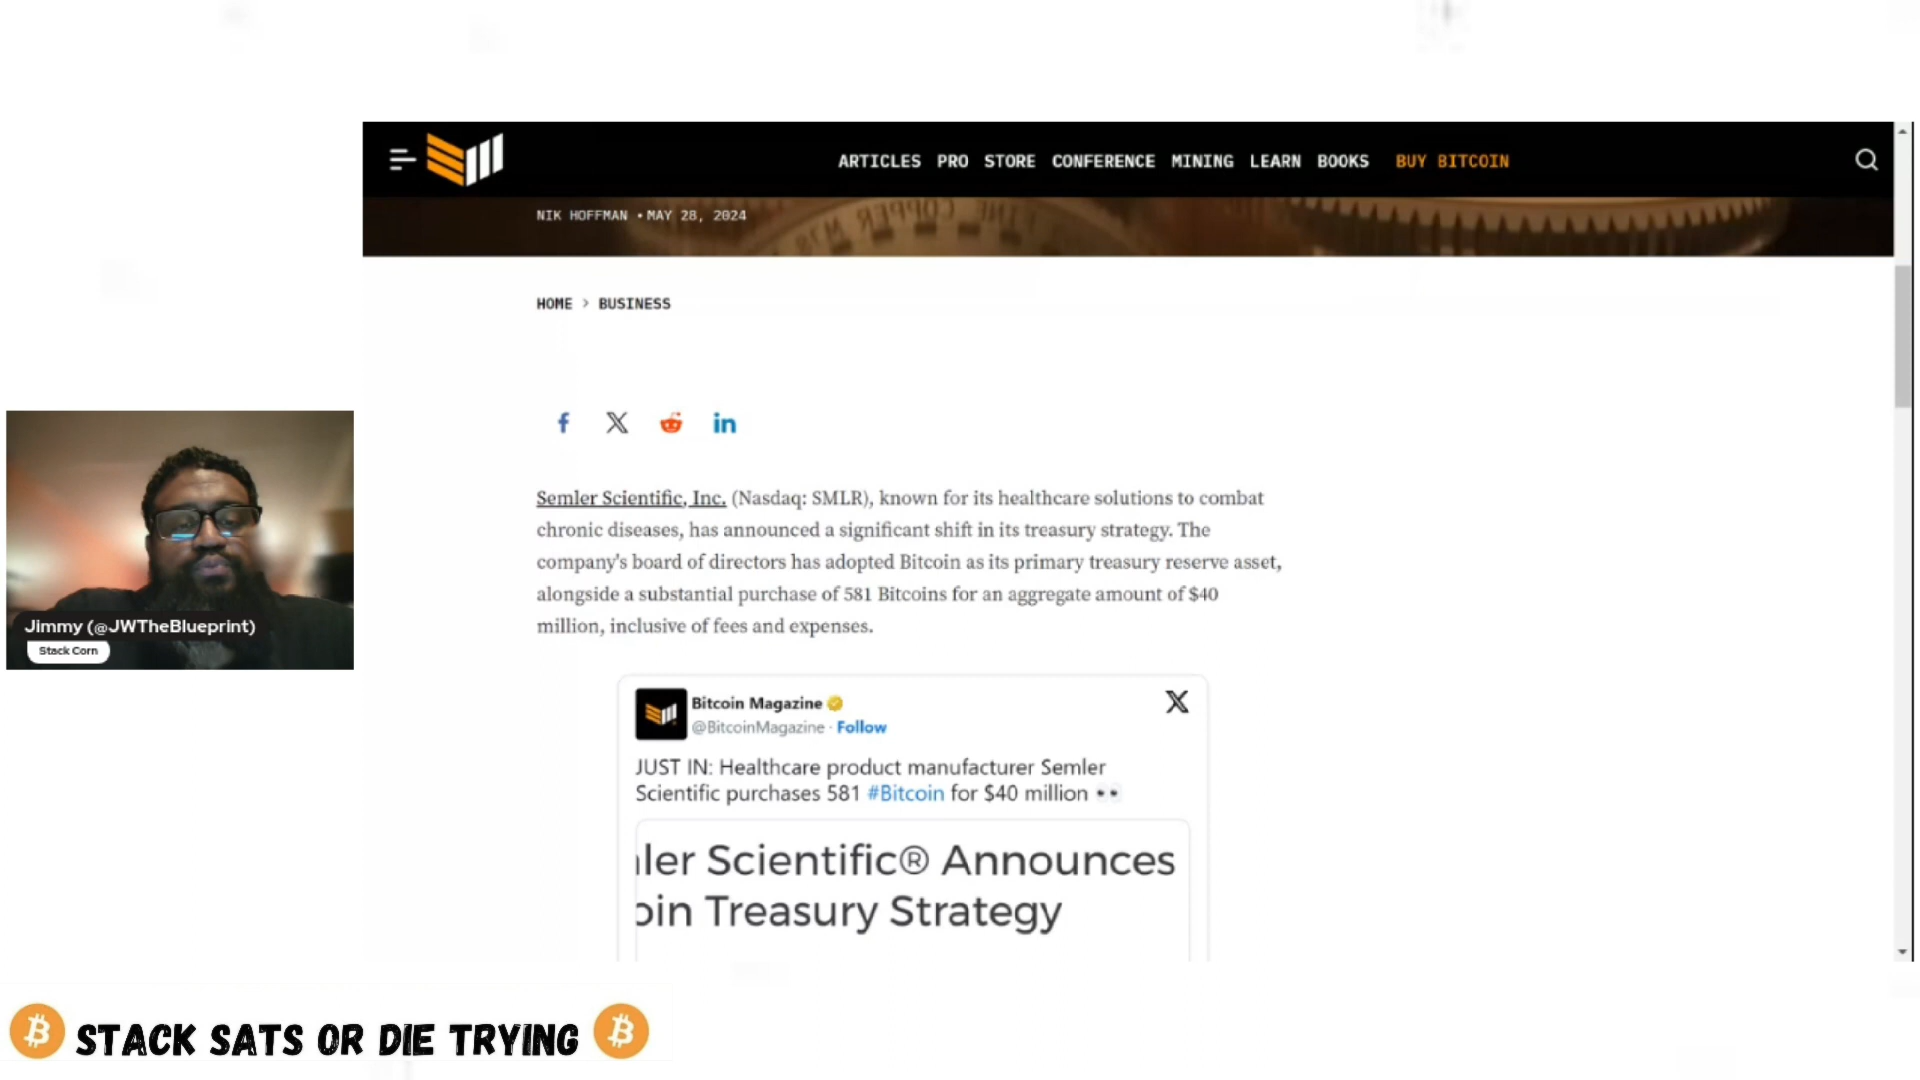 ARTICLES PRO STORE CONFERENCE MINING LEARN BOOKS BUY BITCOIN
NIK HOFFMAN • MAY 28, 2024
HOME > BUSINESS
Semler Scientific, Inc. (Nasdaq: SMLR), known for its healthcare solutions to combat
chronic diseases, has announced a significant shift in its treasury strategy. The
company's board of directors has adopted Bitcoin as its primary treasury reserve asset,
alongside a substantial purchase of 581 Bitcoins for an aggregate amount of $40
million, inclusive of fees and expenses.
Bitcoin Magazine
@BitcoinMagazine · Follow
JUST IN: Healthcare product manufacturer Semler
Scientific purchases 581 #Bitcoin for $40 million 👀
ler Scientific® Announces
oin Treasury Strategy
Jimmy (@JWTheBlueprint)
Stack Corn
STACK SATS OR DIE TRYING